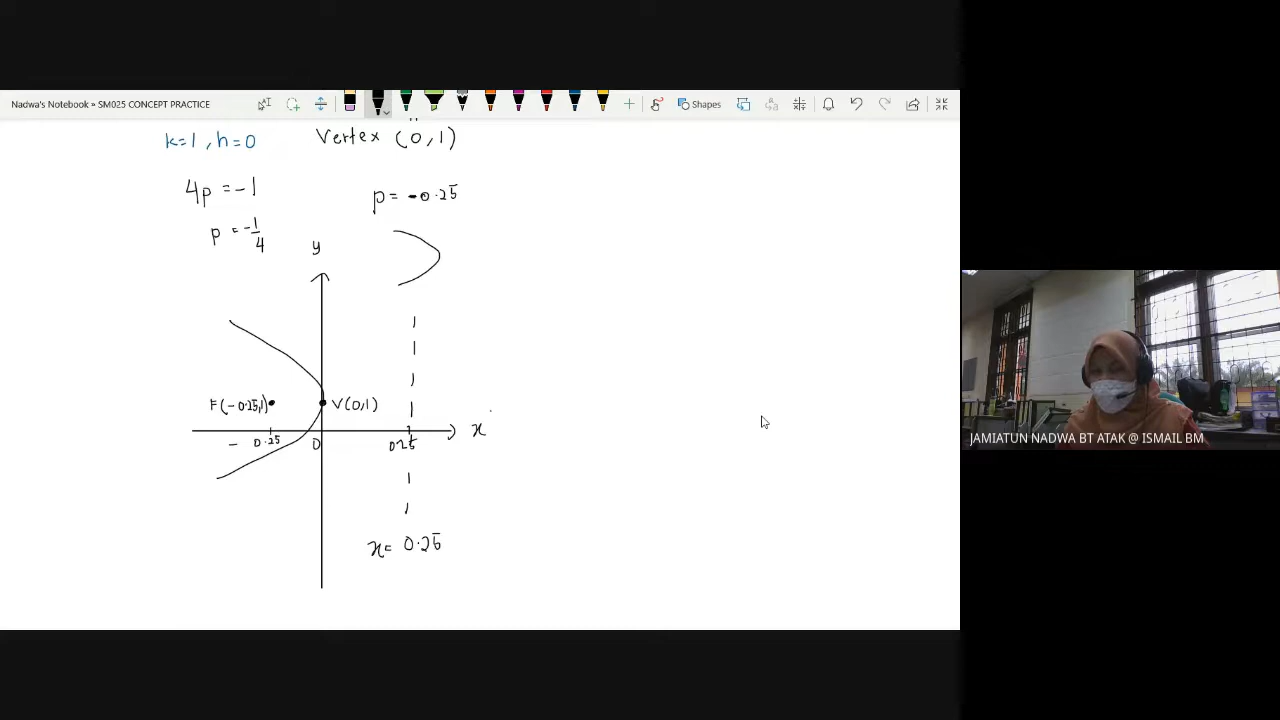 Nadwa's Notebook » SM025 CONCEPT PRACTICE
Shapes
k=1 , h=0
Vertex (0,1)
4p = -1
p = -0.25
p = -1/4
y
F(-0.25,1)
V(0,1)
x
- 0.25
0
0.25
x= 0.25
JAMIATUN NADWA BT ATAK @ ISMAIL BM